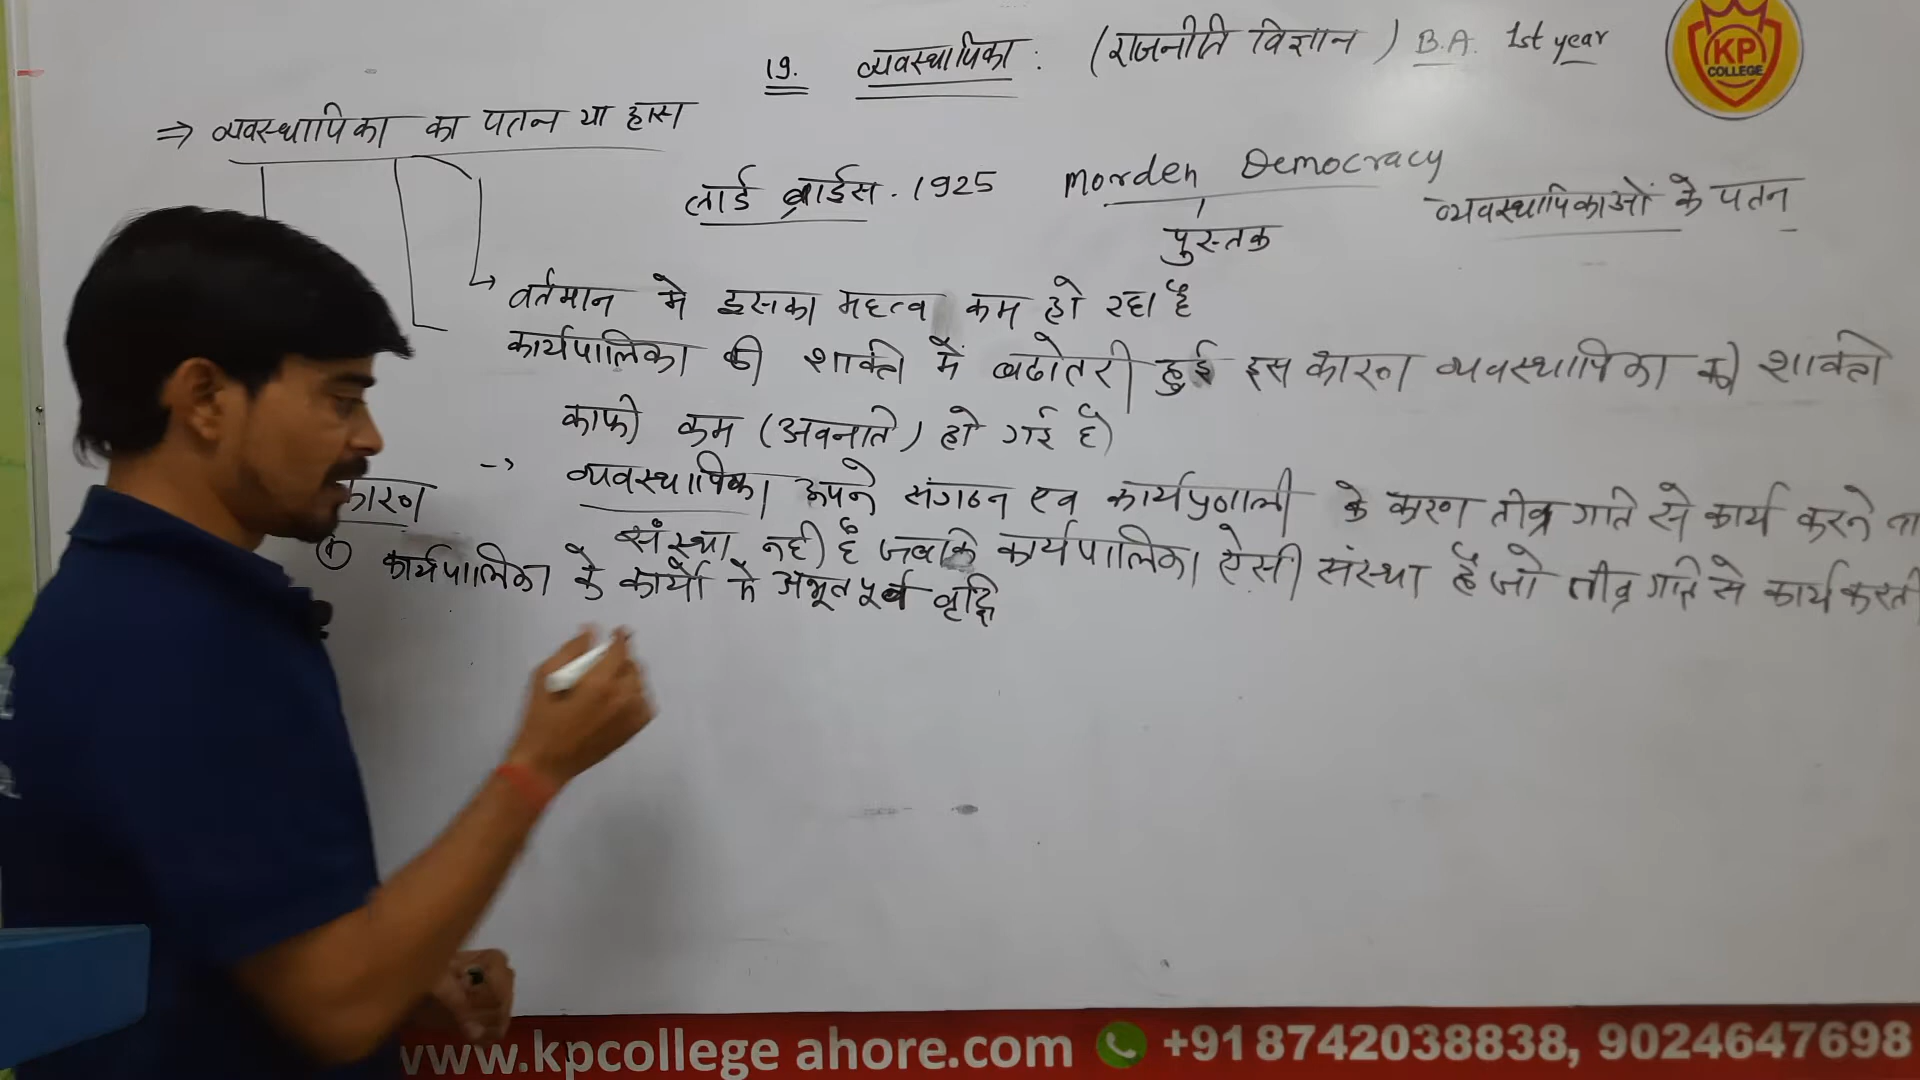 19. व्यवस्थापिका : (राजनीति विज्ञान) B.A. 1st year
KP
COLLEGE
⇒ व्यवस्थापिका का पतन या ह्रास
लार्ड ब्राईस . 1925 Morden Democracy
पुस्तक
व्यवस्थापिकाओं के पतन
वर्तमान मे इसका महत्व कम हो रहा है
कार्यपालिका की शक्ति में बढोतरी हुई इस कारण व्यवस्थापिका की शक्ति
काफी कम (अवनति) हो गई है
→ व्यवस्थापिका अपने संगठन एव कार्यप्रणाली के कारण तीव्र गति से कार्य करने वा
संस्था नही है जबकि कार्यपालिका ऐसी संस्था है जो तीव्र गति से कार्य करती
कारण
① कार्यपालिका के कार्यो मे अभूतपूर्व वृद्धि
www.kpcollege ahore.com +91 8742038838, 9024647698